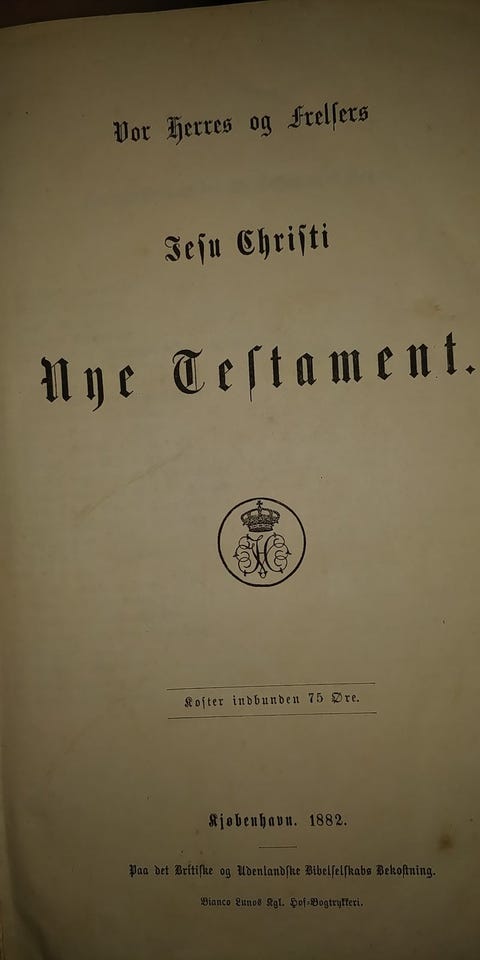 Vor Herres og Frelsers
Jesu Christi
Nye Testament.
Koster indbunden 75 Øre.
Kjøbenhavn. 1882.
Paa det Britiske og Udenlandske Bibelselskabs Bekostning.
Bianco Lunos Kgl. Hof-Bogtrykkeri.